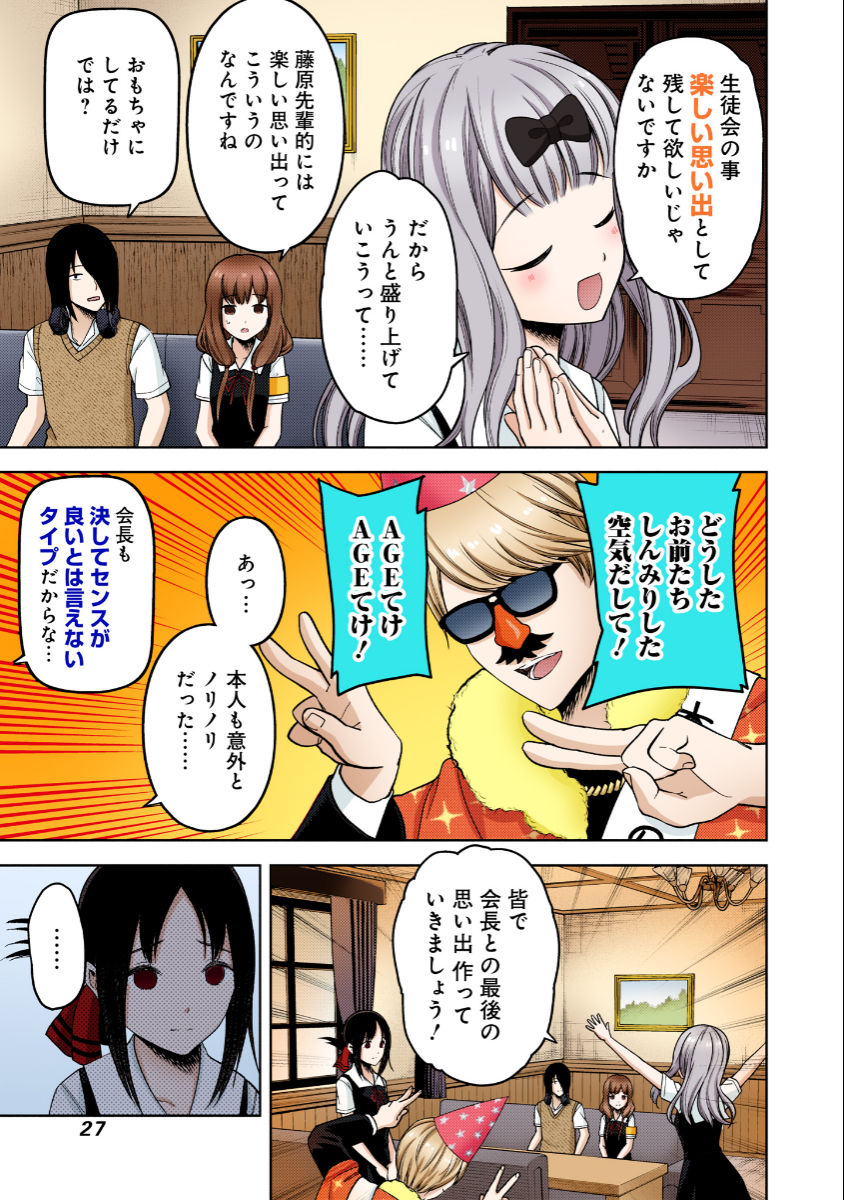 生徒会の事
楽しい思い出として
残して欲しいじゃ
ないですか
だから
うんと盛り上げて
いこうって……
藤原先輩的には
楽しい思い出って
こういうの
なんですね
おもちゃに
してるだけ
では?
どうした
お前たち
しんみりした
空気だして!
AGEてけ
AGEてけ!
あっ…
本人も意外と
ノリノリ
だった……
会長も
決してセンスが
良いとは言えない
タイプだからな…
本
の
皆で
会長との最後の
思い出 作って
いきましょう!
……
27